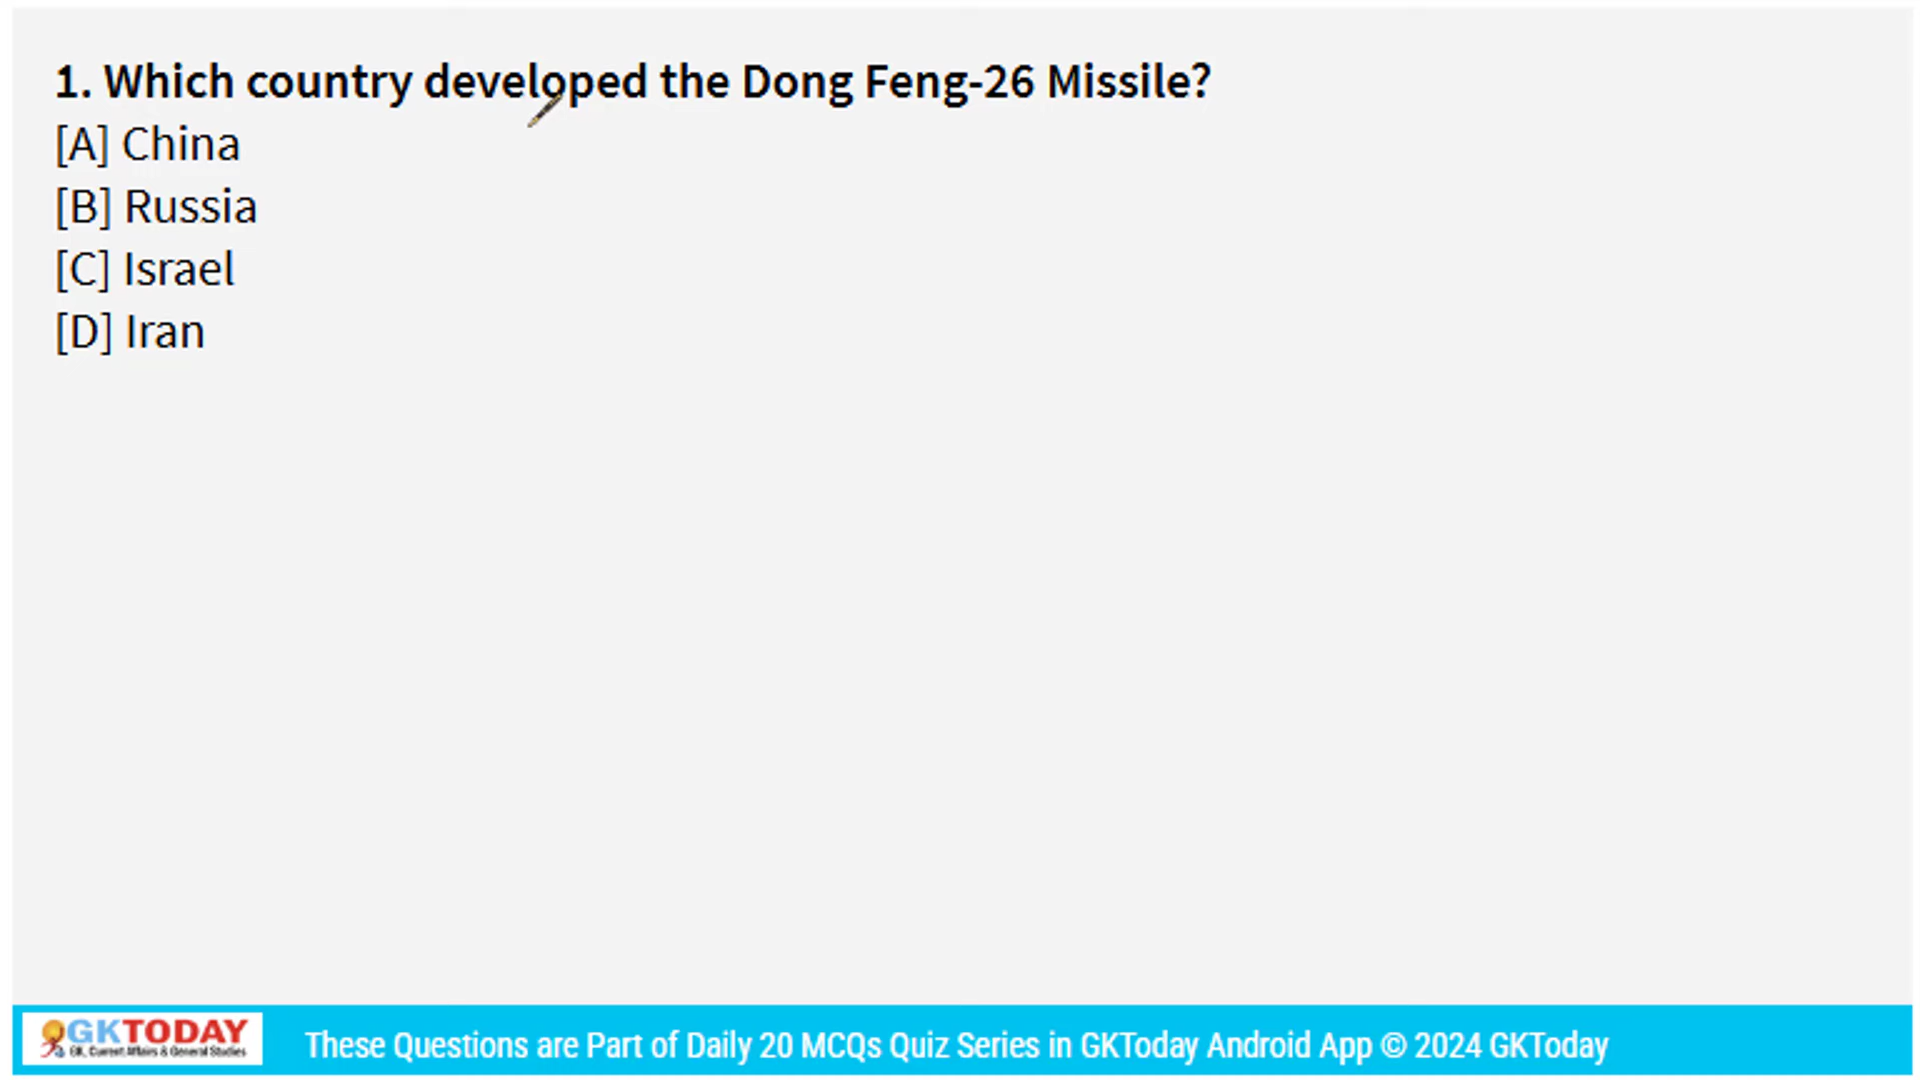 1. Which country developed the Dong Feng-26 Missile?
[A] China
[B] Russia
[C] Israel
[D] Iran
GKTODAY
GK, Current Affairs & General Studies
These Questions are Part of Daily 20 MCQs Quiz Series in GKToday Android App © 2024 GKToday